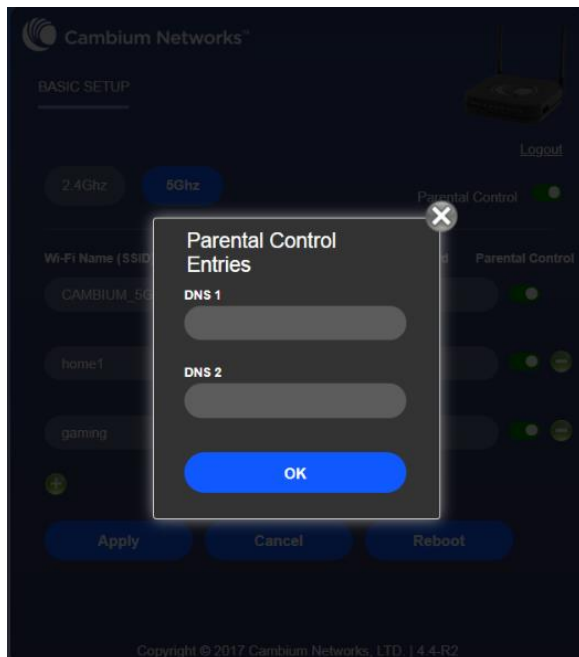 Cambium Networks™
BASIC SETUP
Logout
2.4Ghz
5Ghz
Parental Control
Parental Control
Entries
Wi-Fi Name (SSID
Parental Control
DNS 1
CAMBIUM_5G
home1
DNS 2
gaming
OK
Apply
Cancel
Reboot
Copyright © 2017 Cambium Networks, LTD. | 4.4-R2